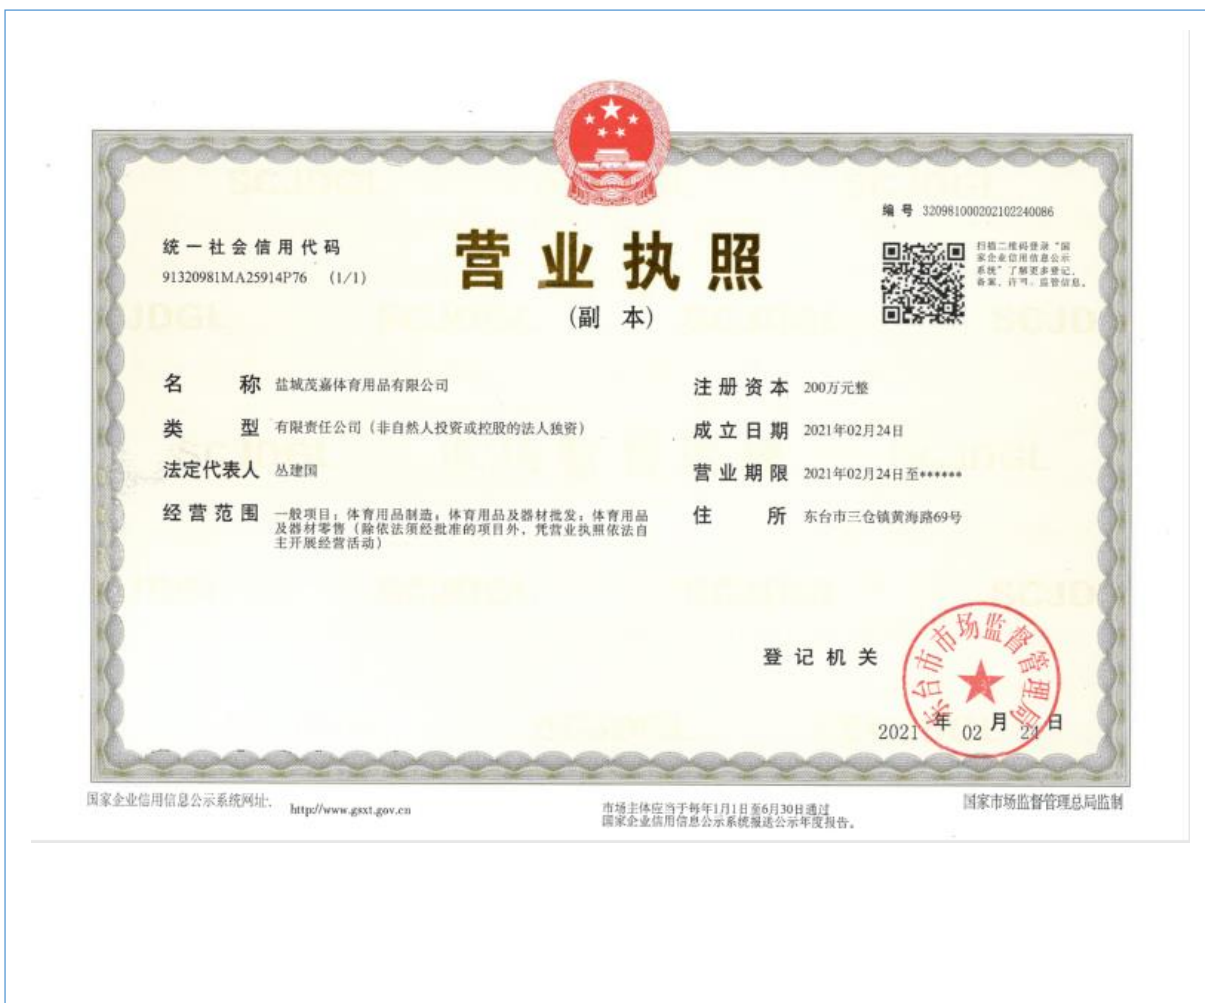 编 号 320981000202102240086
统一社会信用代码
91320981MA25914P76 (1/1)
营业执照
(副 本)
扫描二维码登录“国
家企业信用信息公示
系统”了解更多登记、
备案、许可、监管信息。
名 称 盐城茂嘉体育用品有限公司
类 型 有限责任公司(非自然人投资或控股的法人独资)
法定代表人 丛建国
经营范围 一般项目:体育用品制造;体育用品及器材批发;体育用品
及器材零售(除依法须经批准的项目外,凭营业执照依法自
主开展经营活动)
注册资本 200万元整
成立日期 2021年02月24日
营业期限 2021年02月24日至******
住 所 东台市三仓镇黄海路69号
登记机关
东台市市场监督管理局
2021 年 02 月 24 日
国家企业信用信息公示系统网址: http://www.gsxt.gov.cn
市场主体应当于每年1月1日至6月30日通过
国家企业信用信息公示系统报送公示年度报告。
国家市场监督管理总局监制